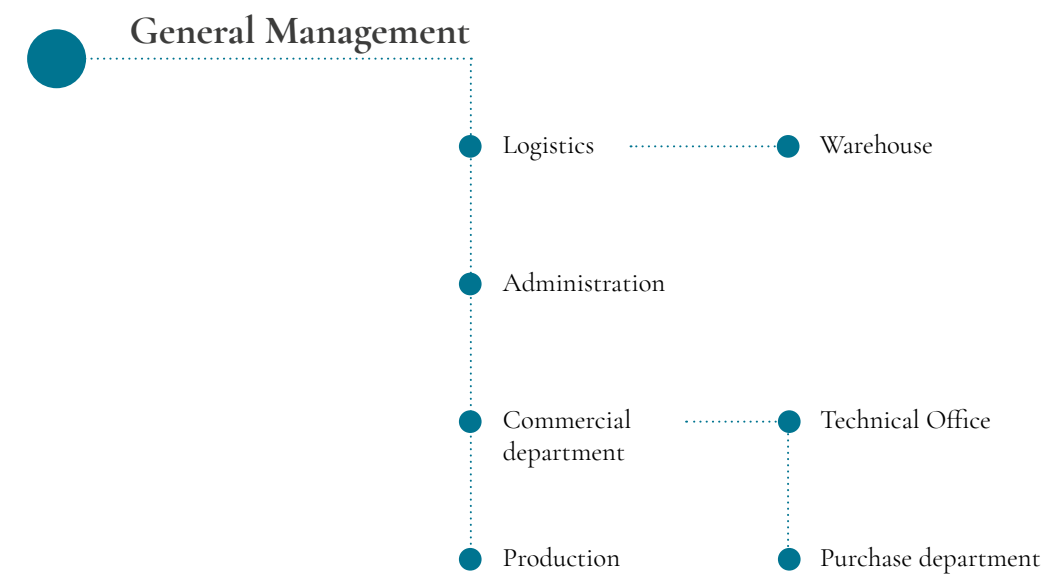 General Management
Logistics
Warehouse
Administration
Commercial
department
Technical Office
Production
Purchase department